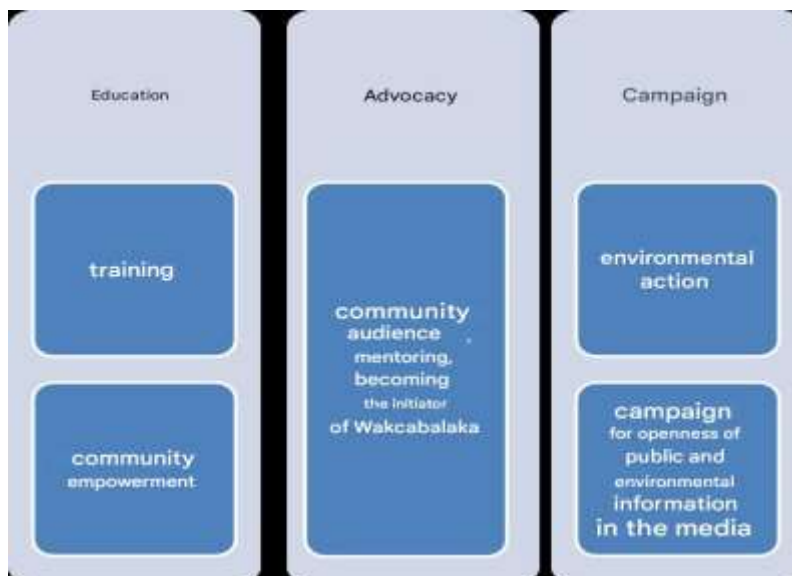 Education
training
community
empowerment
Advocacy
community
audience ,
mentoring,
becoming
the initiator
of Wakcabalaka
Campaign
environmental
action
campaign
for openness of
public and
environmental
information
in the media